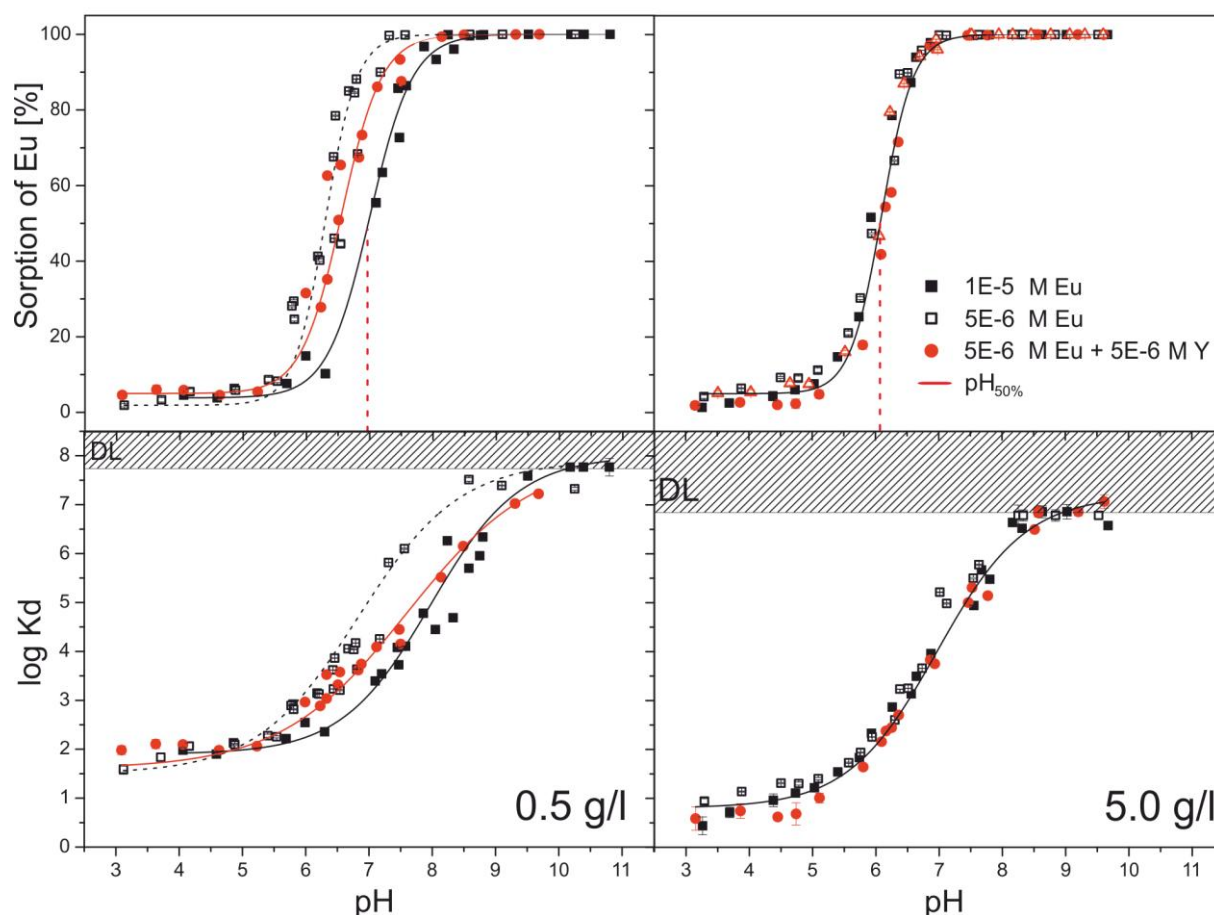 Sorption of Eu [%]
100
80
60
40
20
0
1E-5 M Eu
5E-6 M Eu
5E-6 M Eu + 5E-6 M Y
pH50%
log Kd
8
7
6
5
4
3
2
1
0
DL
0.5 g/l
DL
5.0 g/l
3 4 5 6 7 8 9 10 11
3 4 5 6 7 8 9 10 11
pH
pH